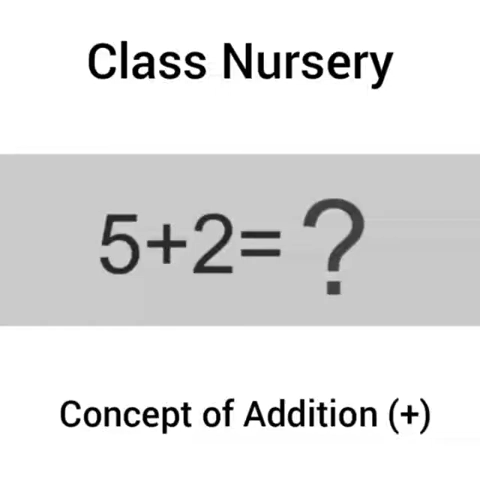 Class Nursery
5+2=?
Concept of Addition (+)